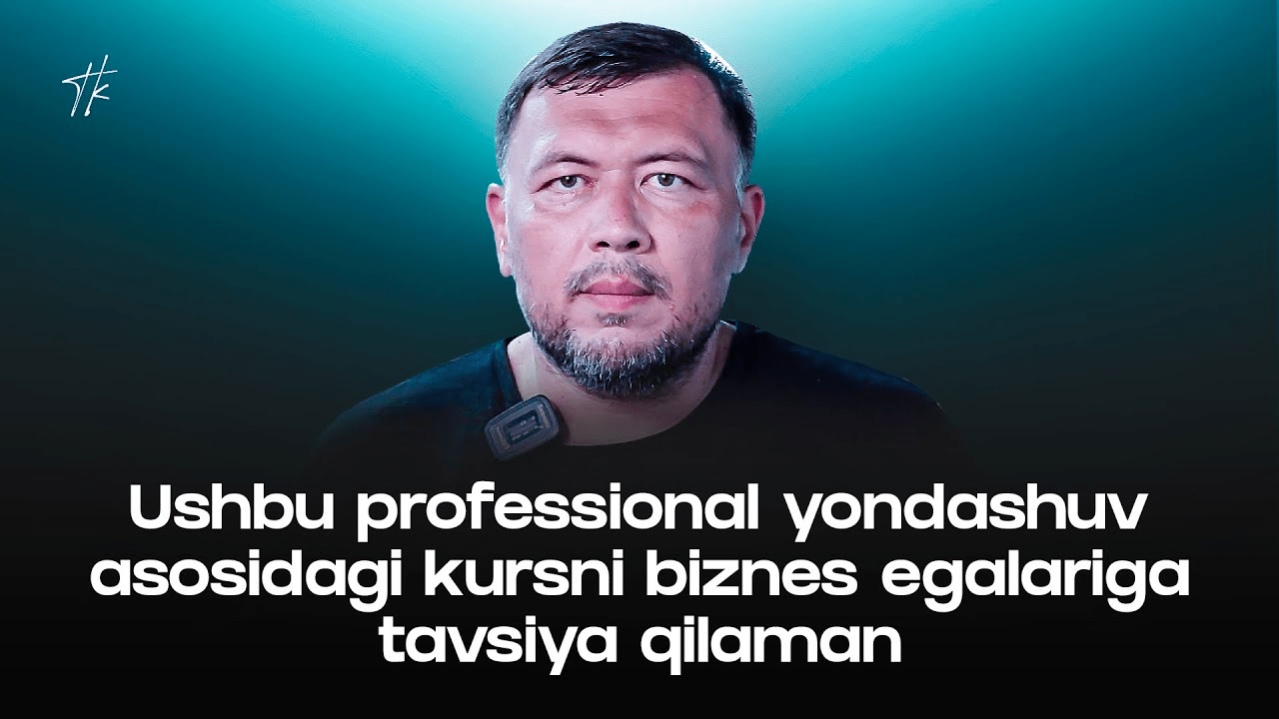 Ushbu professional yondashuv
asosidagi kursni biznes egalariga
tavsiya qilaman